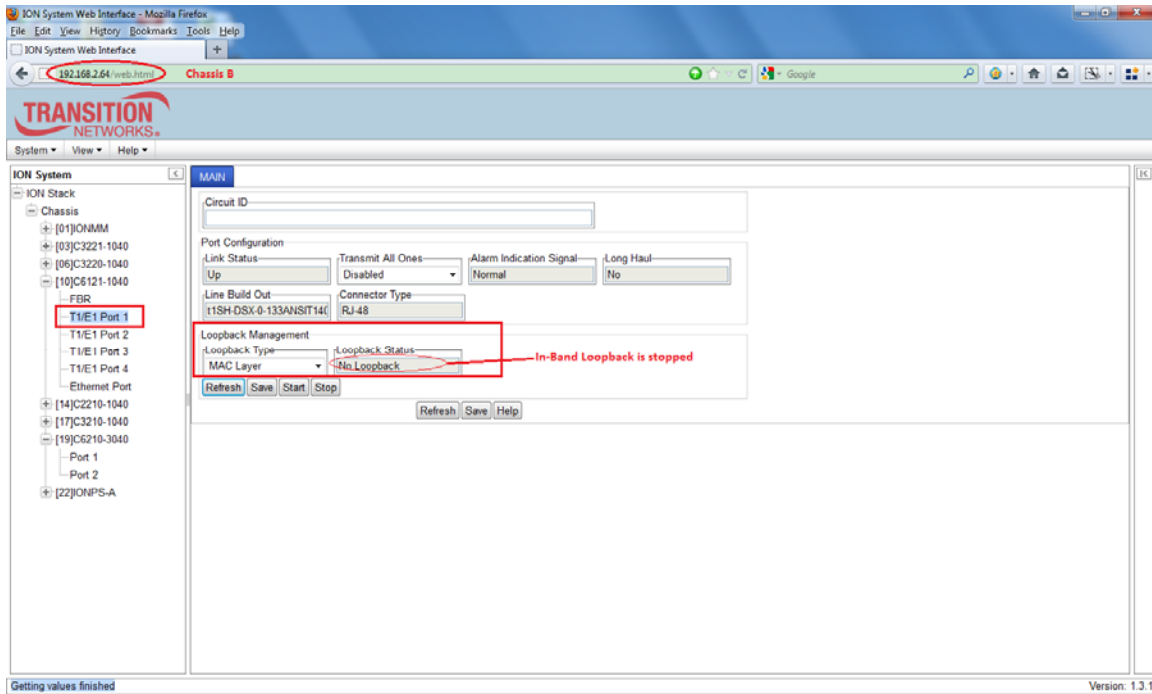 ION System Web Interface - Mozilla Firefox
File Edit View History Bookmarks Tools Help
ION System Web Interface
192.168.2.64/web.html Chassis B Google
TRANSITION
NETWORKS®
System View Help
ION System
ION Stack
Chassis
[01]IONMM
[03]C3221-1040
[06]C3220-1040
[10]C6121-1040
FBR
T1/E1 Port 1
T1/E1 Port 2
T1/E1 Port 3
T1/E1 Port 4
Ethernet Port
[14]C2210-1040
[17]C3210-1040
[19]C6210-3040
Port 1
Port 2
[22]IONPS-A
MAIN
Circuit ID
Port Configuration
Link Status Transmit All Ones Alarm Indication Signal Long Haul
Up Disabled Normal No
Line Build Out Connector Type
t1SH-DSX-0-133ANSIT14( RJ-48
Loopback Management
Loopback Type Loopback Status
MAC Layer No Loopback In-Band Loopback is stopped
Refresh Save Start Stop
Refresh Save Help
Getting values finished Version: 1.3.1